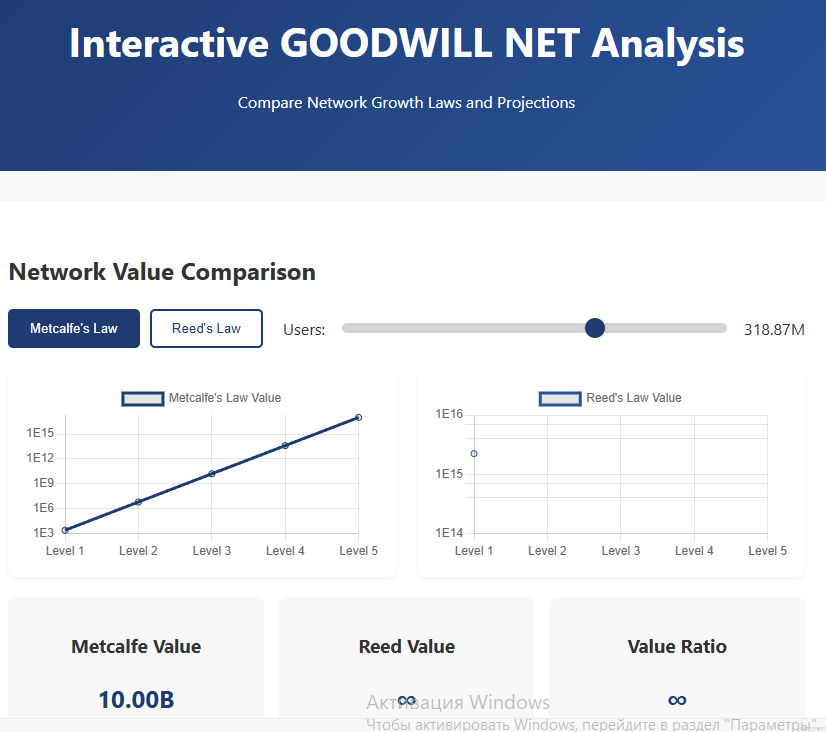 Interactive GOODWILL NET Analysis
Compare Network Growth Laws and Projections
Network Value Comparison
Metcalfe's Law Reed's Law Users: 318.87M
Metcalfe's Law Value
1E15
1E12
1E9
1E6
1E3
Level 1 Level 2 Level 3 Level 4 Level 5
Reed's Law Value
1E16
1E15
1E14
Level 1 Level 2 Level 3 Level 4 Level 5
Metcalfe Value
10.00B
Reed Value
∞
Value Ratio
∞
Активация Windows
Чтобы активировать Windows, перейдите в раздел "Параметры".